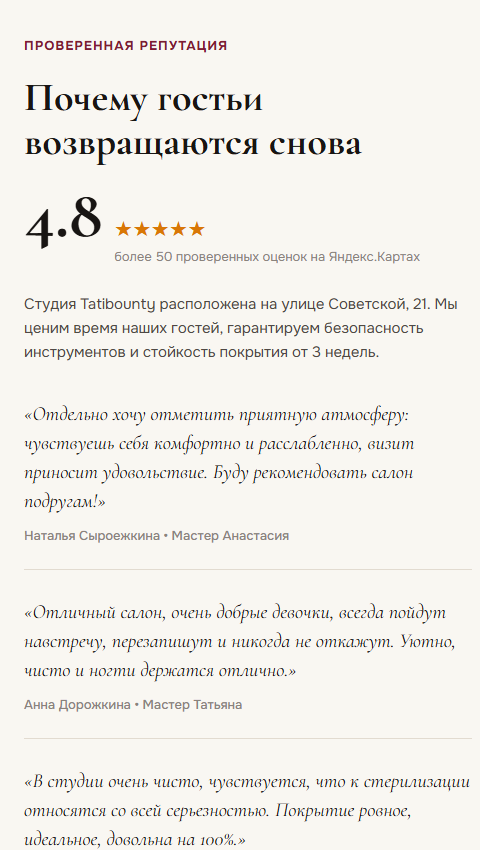 ПРОВЕРЕННАЯ РЕПУТАЦИЯ
Почему гостьи
возвращаются снова
4.8 ★★★★★
более 50 проверенных оценок на Яндекс.Картах
Студия Tatibounty расположена на улице Советской, 21. Мы
ценим время наших гостей, гарантируем безопасность
инструментов и стойкость покрытия от 3 недель.
«Отдельно хочу отметить приятную атмосферу:
чувствуешь себя комфортно и расслабленно, визит
приносит удовольствие. Буду рекомендовать салон
подругам!»
Наталья Сыроежкина • Мастер Анастасия
«Отличный салон, очень добрые девочки, всегда пойдут
навстречу, перезапишут и никогда не откажут. Уютно,
чисто и ногти держатся отлично.»
Анна Дорожкина • Мастер Татьяна
«В студии очень чисто, чувствуется, что к стерилизации
относятся со всей серьезностью. Покрытие ровное,
идеальное, довольна на 100%.»